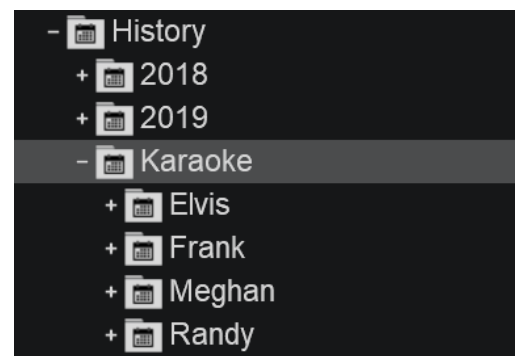 - History
+ 2018
+ 2019
- Karaoke
+ Elvis
+ Frank
+ Meghan
+ Randy